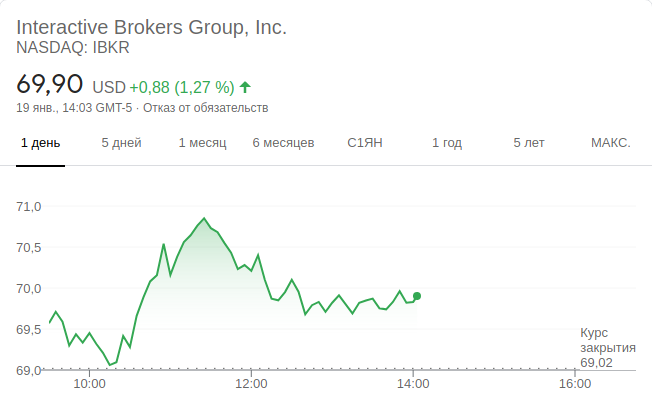 Interactive Brokers Group, Inc.
NASDAQ: IBKR
69,90 USD +0,88 (1,27 %)
19 янв., 14:03 GMT-5 · Отказ от обязательств
1 день 5 дней 1 месяц 6 месяцев С1ЯН 1 год 5 лет МАКС.
71,0
70,5
70,0
69,5
69,0
Курс
закрытия
69,02
10:00 12:00 14:00 16:00